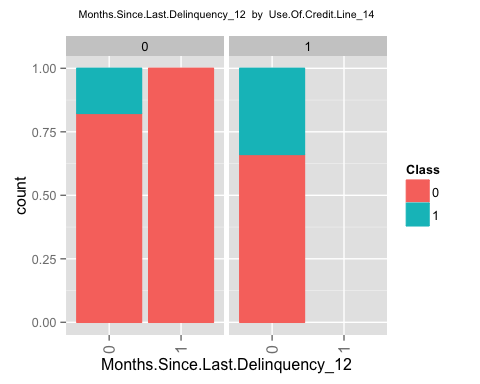 Months.Since.Last.Delinquency_12 by Use.Of.Credit.Line_14
0 1
1.00
0.75
0.50
0.25
0.00
count
0 1 0 1
Months.Since.Last.Delinquency_12
Class
0
1